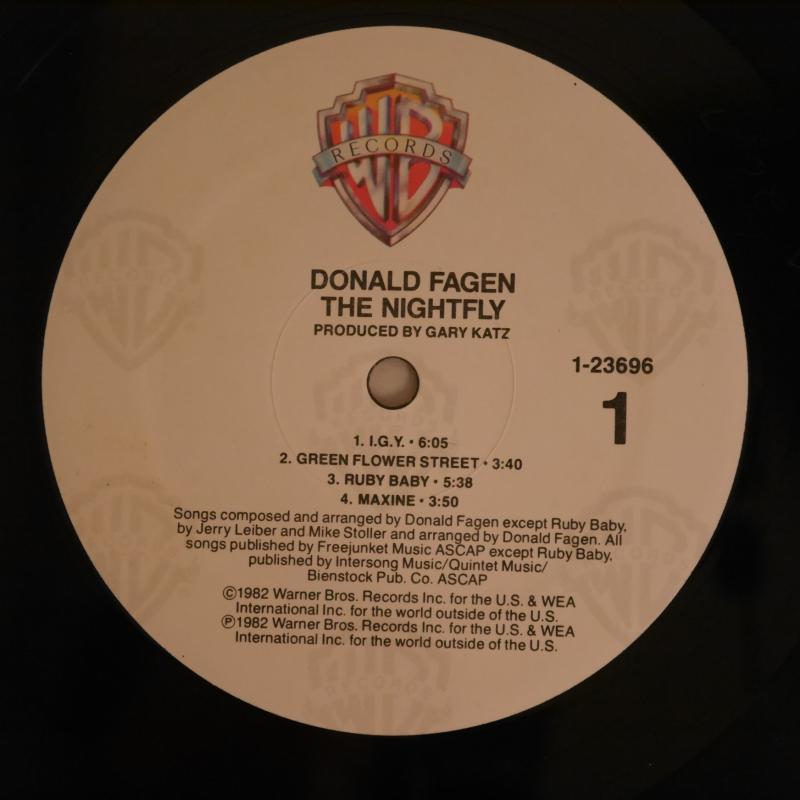 WB
RECORDS
DONALD FAGEN
THE NIGHTFLY
PRODUCED BY GARY KATZ
1-23696
1
1. I.G.Y. • 6:05
2. GREEN FLOWER STREET • 3:40
3. RUBY BABY • 5:38
4. MAXINE • 3:50
Songs composed and arranged by Donald Fagen except Ruby Baby,
by Jerry Leiber and Mike Stoller and arranged by Donald Fagen. All
songs published by Freejunket Music ASCAP except Ruby Baby,
published by Intersong Music/Quintet Music/
Bienstock Pub. Co. ASCAP
©1982 Warner Bros. Records Inc. for the U.S. & WEA
International Inc. for the world outside of the U.S.
℗1982 Warner Bros. Records Inc. for the U.S. & WEA
International Inc. for the world outside of the U.S.